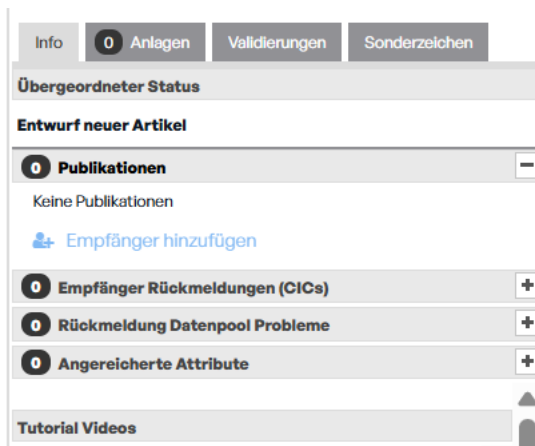 Info 0 Anlagen Validierungen Sonderzeichen
Übergeordneter Status
Entwurf neuer Artikel
0 Publikationen
Keine Publikationen
Empfänger hinzufügen
0 Empfänger Rückmeldungen (CICs)
0 Rückmeldung Datenpool Probleme
0 Angereicherte Attribute
Tutorial Videos